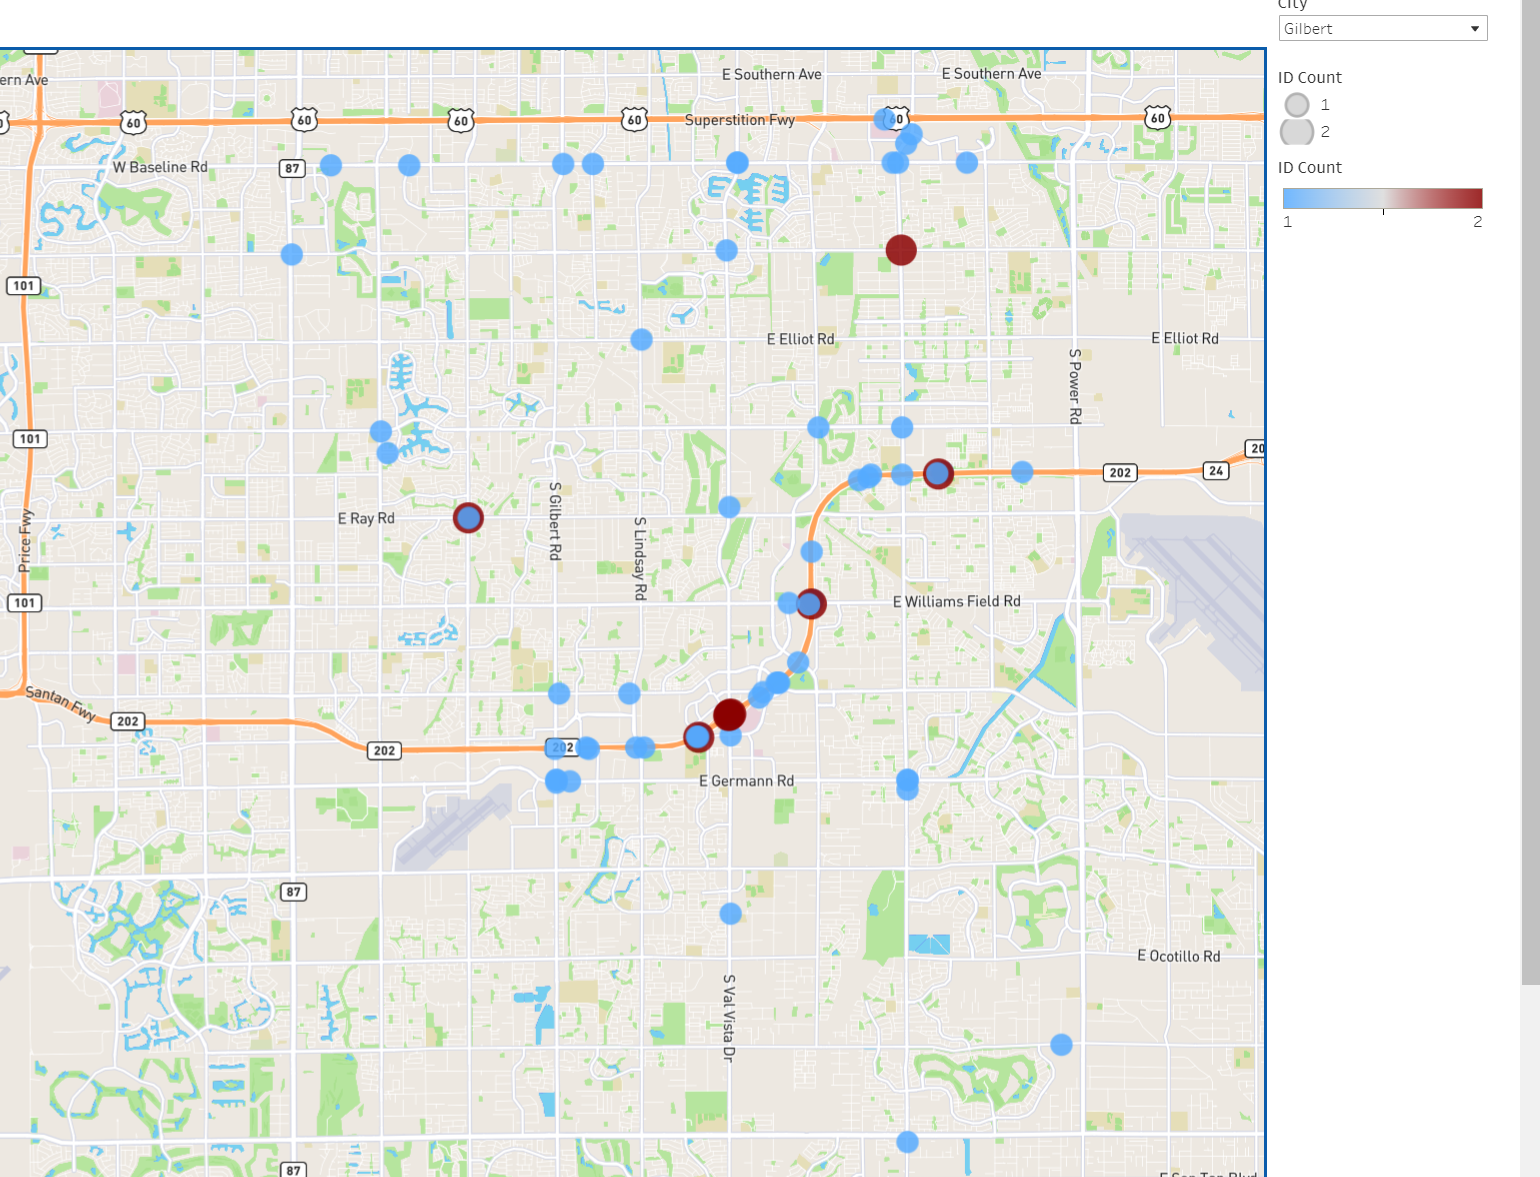 City
Gilbert
ID Count
1
2
ID Count
1
2
ern Ave
E Southern Ave
E Southern Ave
60
60
60
60
Superstition Fwy
60
60
W Baseline Rd
87
101
E Elliot Rd
E Elliot Rd
S Power Rd
101
20
202
24
S Gilbert Rd
E Ray Rd
S Lindsay Rd
Price Fwy
101
E Williams Field Rd
Santan Fwy
202
202
202
E Germann Rd
87
E Ocotillo Rd
S Val Vista Dr
87